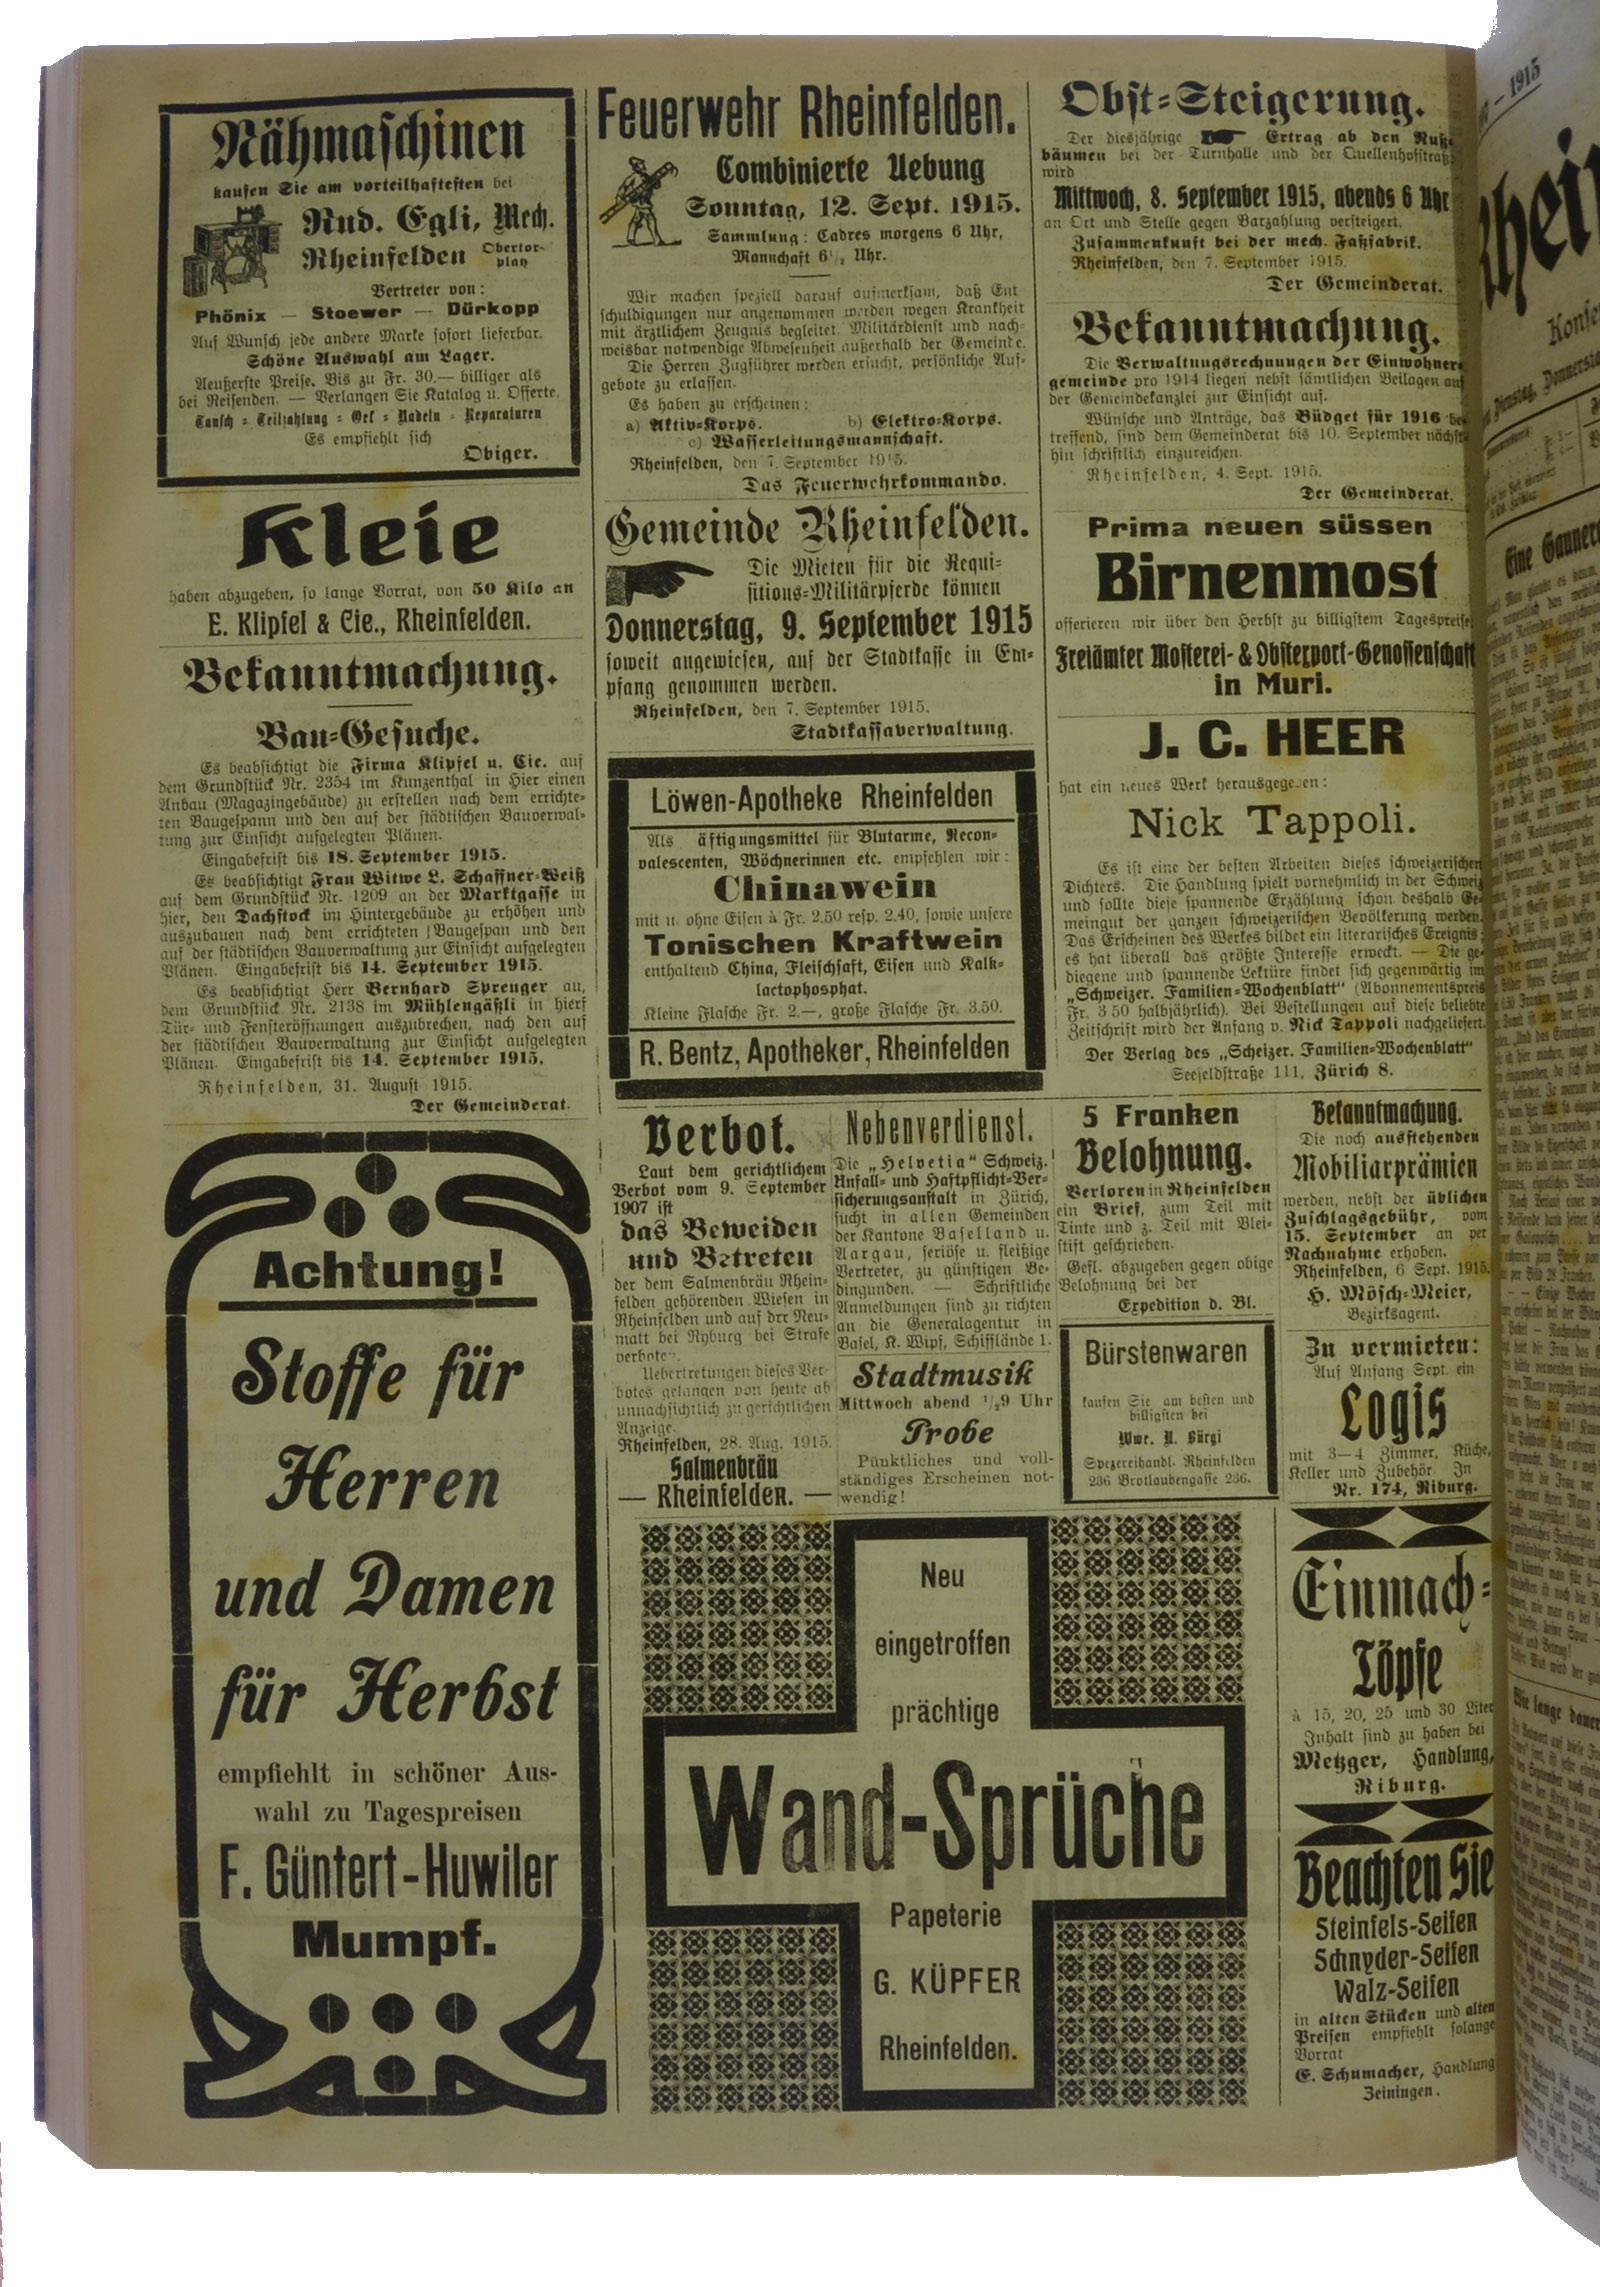 Nähmaschinen
kaufen Sie am vorteilhaftesten bei
Rud. Egli, Mech.
Rheinfelden Obertor-
platz
Vertreter von:
Phönix — Stoewer — Dürkopp
Auf Wunsch jede andere Marke sofort lieferbar.
Schöne Auswahl am Lager.
Aeußerste Preise. Bis zu Fr. 30.— billiger als
bei Reisenden. — Verlangen Sie Katalog u. Offerte.
Tausch = Teilzahlung = Oel = Nadeln = Reparaturen
Es empfiehlt sich
Obiger.
Kleie
haben abzugeben, so lange Vorrat, von 50 Kilo an
E. Klipfel & Cie., Rheinfelden.
Bekanntmachung.
Bau=Gesuche.
Es beabsichtigt die Firma Klipfel u. Cie. auf
dem Grundstück Nr. 2354 im Kunzenthal in Hier einen
Anbau (Magazingebäude) zu erstellen nach dem errichte-
ten Baugespann und den auf der städtischen Bauverwal-
tung zur Einsicht aufgelegten Plänen.
Eingabefrist bis 18. September 1915.
Es beabsichtigt Frau Witwe L. Schaffner-Weiß
auf dem Grundstück Nr. 1209 an der Marktgasse in
hier, den Dachstock im Hintergebäude zu erhöhen und
auszubauen nach dem errichteten Baugespan und den
auf der städtischen Bauverwaltung zur Einsicht aufgelegten
Plänen. Eingabefrist bis 14. September 1915.
Es beabsichtigt Herr Bernhard Sprenger an,
dem Grundstück Nr. 2138 im Mühlengäßli in hier
Tür- und Fensteröffnungen auszubrechen, nach den auf
der städtischen Bauverwaltung zur Einsicht aufgelegten
Plänen. Eingabefrist bis 14. September 1915.
Rheinfelden, 31. August 1915.
Der Gemeinderat.
Achtung!
Stoffe für
Herren
und Damen
für Herbst
empfiehlt in schöner Aus-
wahl zu Tagespreisen
F. Güntert-Huwiler
Mumpf.
Feuerwehr Rheinfelden.
Combinierte Uebung
Sonntag, 12. Sept. 1915.
Sammlung: Cadres morgens 6 Uhr,
Mannschaft 6½ Uhr.
Wir machen speziell darauf aufmerksam, daß Ent
schuldigungen nur angenommen werden wegen Krankheit
mit ärztlichem Zeugnis begleitet Militärdienst und nach-
weisbar notwendige Abwesenheit außerhalb der Gemeinde.
Die Herren Zugführer werden ersucht, persönliche Auf-
gebote zu erlassen.
Es haben zu erscheinen:
a) Aktiv-Korps. b) Elektro-Korps.
c) Wasserleitungsmannschaft.
Rheinfelden, den 7. September 1915.
Das Feuerwehrkommando.
Gemeinde Rheinfelden.
Die Mieten für die Requi-
sitions=Militärpferde können
Donnerstag, 9. September 1915
soweit angewiesen, auf der Stadtkasse in Em-
pfang genommen werden.
Rheinfelden, den 7. September 1915.
Stadtkassaverwaltung.
Löwen-Apotheke Rheinfelden
Als äftigungsmittel für Blutarme, Recon-
valescenten, Wöchnerinnen etc. empfehlen wir:
Chinawein
mit u. ohne Eisen à Fr. 2.50 resp. 2.40, sowie unsere
Tonischen Kraftwein
enthaltend China, Fleischsaft, Eisen und Kalk-
lactophosphat.
Kleine Flasche Fr. 2.—, große Flasche Fr. 3.50.
R. Bentz, Apotheker, Rheinfelden
Obst=Steigerung.
Der diesjährige Ertrag ab den Nuß-
bäumen bei der Turnhalle und der Quellenhofstraße
wird
Mittwoch, 8. September 1915, abends 6 Uhr
an Ort und Stelle gegen Barzahlung versteigert.
Zusammenkunft bei der mech. Faßfabrik.
Rheinfelden, den 7. September 1915.
Der Gemeinderat.
Bekanntmachung.
Die Verwaltungsrechnungen der Einwohner-
gemeinde pro 1914 liegen nebst sämtlichen Beilagen auf
der Gemeindekanzlei zur Einsicht auf.
Wünsche und Anträge, das Büdget für 1916 be-
treffend, sind dem Gemeinderat bis 10. September nächst-
hin schriftlich einzureichen.
Rheinfelden, 4. Sept. 1915.
Der Gemeinderat.
Prima neuen süssen
Birnenmost
offerieren wir über den Herbst zu billigstem Tagespreise
Freiämter Mosterei- & Obstexport-Genossenschaft
in Muri.
J. C. HEER
hat ein neues Werk herausgegeben:
Nick Tappoli.
Es ist eine der besten Arbeiten dieses schweizerischen
Dichters. Die Handlung spielt vornehmlich in der Schweiz
und sollte diese spannende Erzählung schon deshalb Ge-
meingut der ganzen schweizerischen Bevölkerung werden.
Das Erscheinen des Werkes bildet ein literarisches Ereignis;
es hat überall das größte Interesse erweckt. — Die ge-
diegene und spannende Lektüre findet sich gegenwärtig im
„Schweizer. Familien=Wochenblatt“ (Abonnementspreis
Fr. 3 50 halbjährlich). Bei Bestellungen auf diese beliebte
Zeitschrift wird der Anfang v. Nick Tappoli nachgeliefert.
Der Verlag des „Scheizer. Familien=Wochenblatt“
Seefeldstraße 111, Zürich 8.
Verbot.
Laut dem gerichtlichem
Verbot vom 9. September
1907 ist
das Beweiden
und Betreten
der dem Salmenbräu Rhein-
felden gehörenden Wiesen in
Rheinfelden und auf drr Neu-
matt bei Ryburg bei Strafe
verboten.
Uebertretungen dieses Ver-
botes gelangen von heute ab
unnachsichtlich zu gerichtlichen
Anzeige.
Rheinfelden, 28. Aug. 1915.
Salmenbräu
— Rheinfelden. —
Nebenverdienst.
Die „Helvetia“ Schweiz.
Unfall- und Haftpflicht-Ver-
sicherungsanstalt in Zürich,
sucht in allen Gemeinden
der Kantone Baselland u.
Aargau, seriöse u. fleißige
Vertreter, zu günstigen Be-
dingunden. — Schriftliche
Anmeldungen sind zu richten
an die Generalagentur in
Basel, K. Wipf, Schifflände 1.
Stadtmusik
Mittwoch abend ½9 Uhr
Probe
Pünktliches und voll-
ständiges Erscheinen not-
wendig!
5 Franken
Belohnung.
Verloren in Rheinfelden
ein Brief, zum Teil mit
Tinte und z. Teil mit Blei-
stift geschrieben.
Gefl. abzugeben gegen obige
Belohnung bei der
Expedition d. Bl.
Bürstenwaren
kaufen Sie am besten und
billigsten bei
Wwe. A. Bürgi
Spezereihandl. Rheinfelden
236 Brotlaubengasse 236.
Bekanntmachung.
Die noch ausstehenden
Mobiliarprämien
werden, nebst der üblichen
Zuschlagsgebühr, vom
15. September an per
Nachnahme erhoben.
Rheinfelden, 6 Sept. 1915.
H. Mösch=Meier,
Bezirksagent.
Zu vermieten:
Auf Anfang Sept. ein
Logis
mit 3—4 Zimmer, Küche,
Keller und Zubehör. In
Nr. 174, Riburg.
Neu
eingetroffen
prächtige
Wand-Sprüche
Papeterie
G. KÜPFER
Rheinfelden.
Einmach=
Töpfe
à 15, 20, 25 und 30 Liter
Inhalt sind zu haben bei
Metzger, Handlung,
Riburg.
Beachten Sie
Steinfels-Seifen
Schnyder-Seifen
Walz-Seifen
in alten Stücken und alten
Preisen empfiehlt solange
Vorrat
E. Schumacher, Handlung
Zeiningen.
1915
Eine Gauner
Wie lange dauer